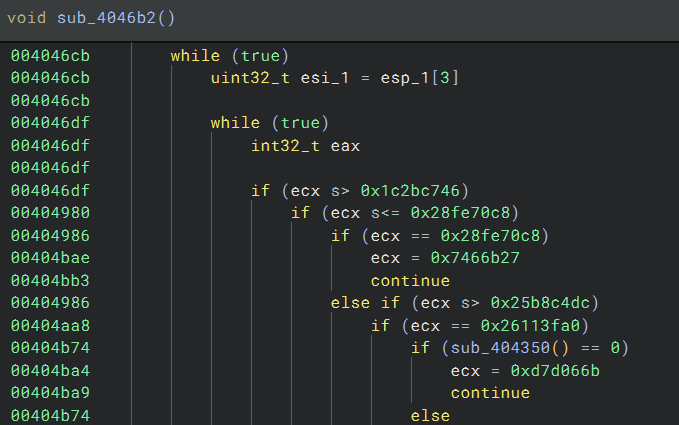 void sub_4046b2()
004046cb while (true)
004046cb uint32_t esi_1 = esp_1[3]
004046cb
004046df while (true)
004046df int32_t eax
004046df
004046df if (ecx s> 0x1c2bc746)
00404980 if (ecx s<= 0x28fe70c8)
00404986 if (ecx == 0x28fe70c8)
00404bae ecx = 0x7466b27
00404bb3 continue
00404986 else if (ecx s> 0x25b8c4dc)
00404aa8 if (ecx == 0x26113fa0)
00404b74 if (sub_404350() == 0)
00404ba4 ecx = 0xd7d066b
00404ba9 continue
00404b74 else